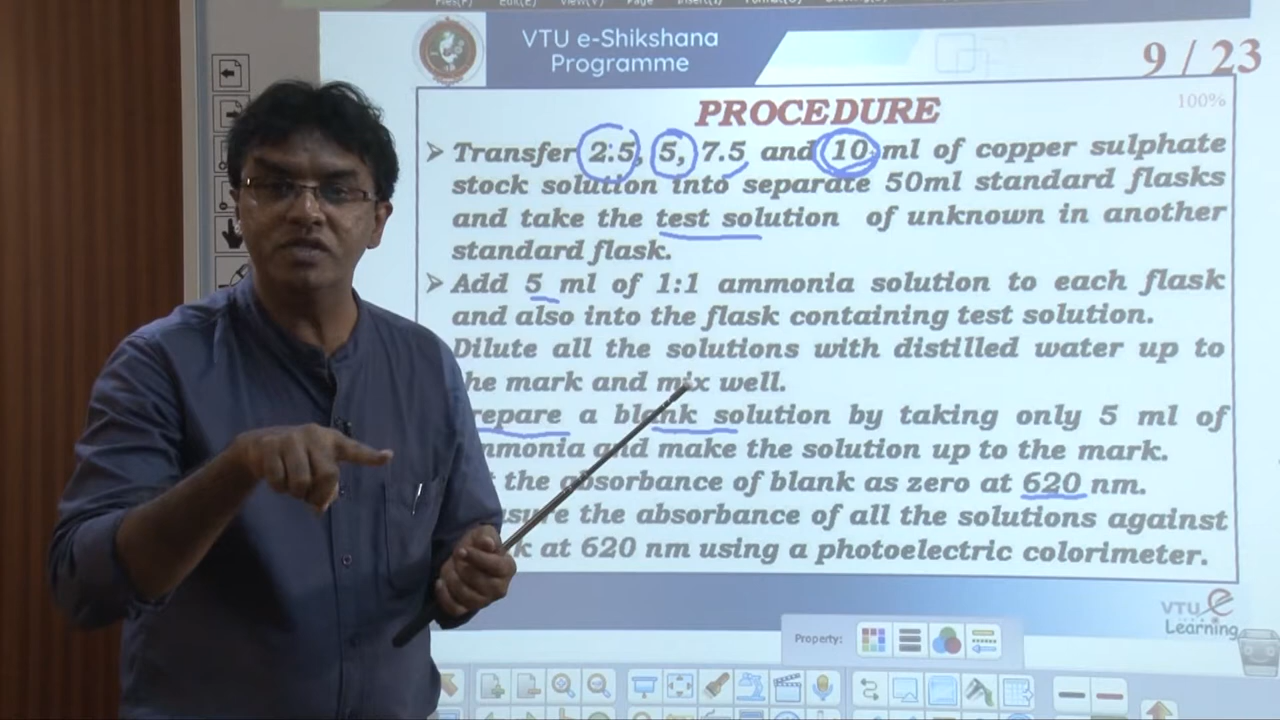 VTU e-Shikshana
Programme
9 / 23
100%
PROCEDURE
➢ Transfer 2.5, 5, 7.5 and 10 ml of copper sulphate
stock solution into separate 50ml standard flasks
and take the test solution of unknown in another
standard flask.
➢ Add 5 ml of 1:1 ammonia solution to each flask
and also into the flask containing test solution.
Dilute all the solutions with distilled water up to
he mark and mix well.
repare a blank solution by taking only 5 ml of
mmonia and make the solution up to the mark.
the absorbance of blank as zero at 620 nm.
sure the absorbance of all the solutions against
k at 620 nm using a photoelectric colorimeter.
VTU e
Learning
Property: